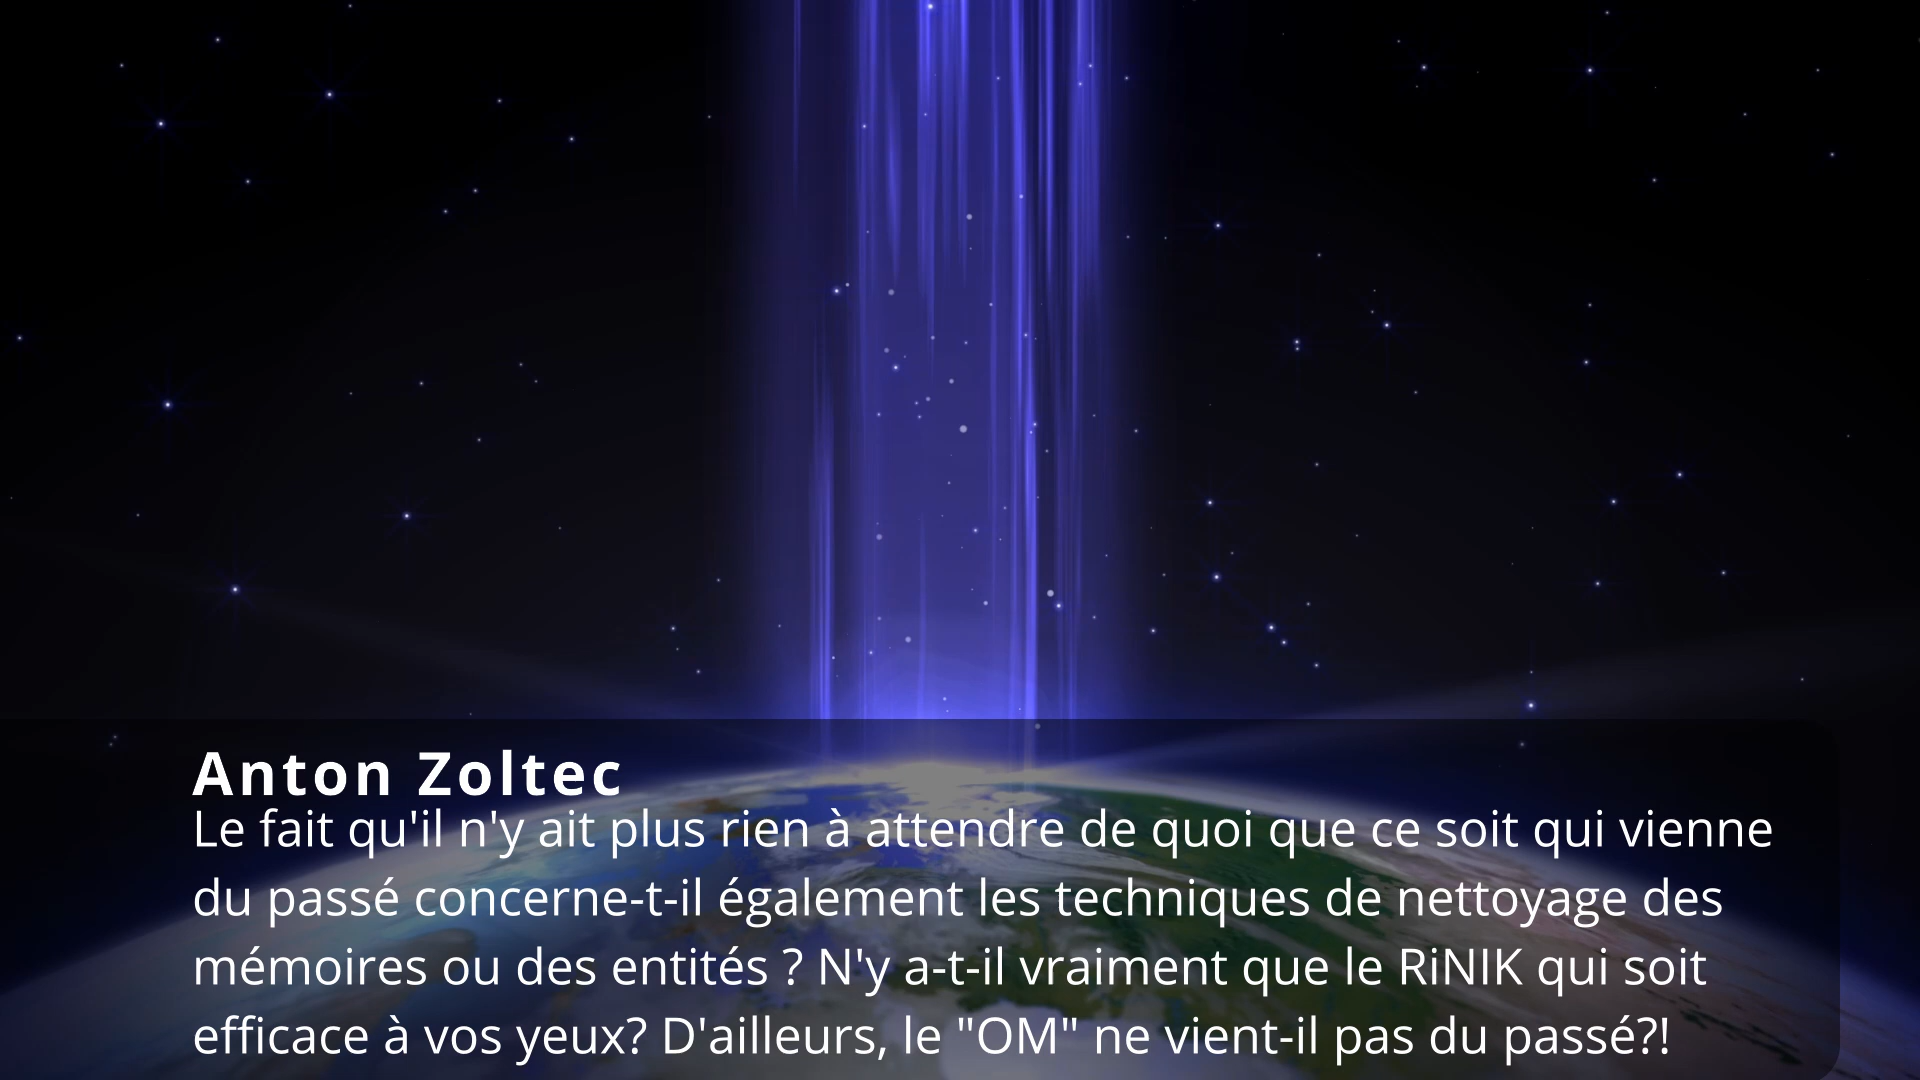 Anton Zoltec
Le fait qu'il n'y ait plus rien à attendre de quoi que ce soit qui vienne
du passé concerne-t-il également les techniques de nettoyage des
mémoires ou des entités ? N'y a-t-il vraiment que le RiNIK qui soit
efficace à vos yeux? D'ailleurs, le "OM" ne vient-il pas du passé?!